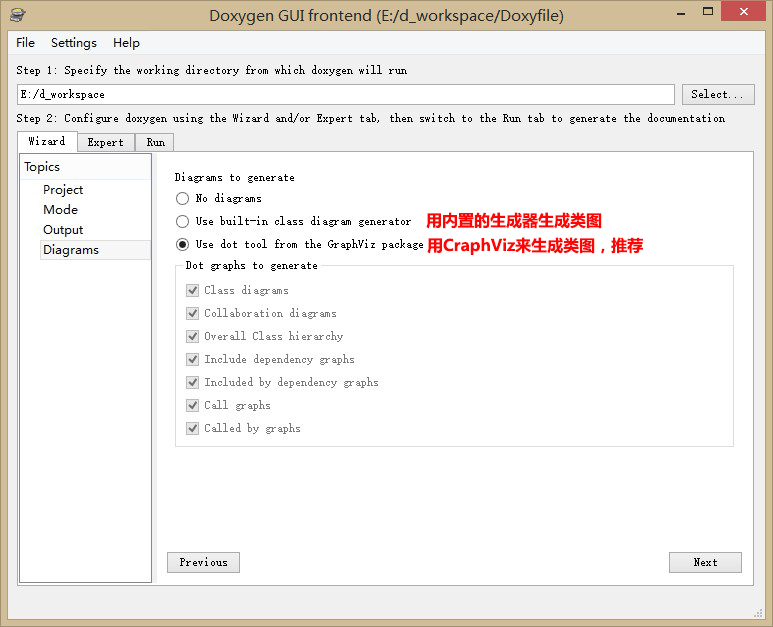 Doxygen GUI frontend (E:/d_workspace/Doxyfile)
File Settings Help
Step 1: Specify the working directory from which doxygen will run
E:/d_workspace Select...
Step 2: Configure doxygen using the Wizard and/or Expert tab, then switch to the Run tab to generate the documentation
Wizard Expert Run
Topics
Project
Mode
Output
Diagrams
Diagrams to generate
No diagrams
Use built-in class diagram generator 用内置的生成器生成类图
Use dot tool from the GraphViz package 用CraphViz来生成类图，推荐
Dot graphs to generate
Class diagrams
Collaboration diagrams
Overall Class hierarchy
Include dependency graphs
Included by dependency graphs
Call graphs
Called by graphs
Previous Next